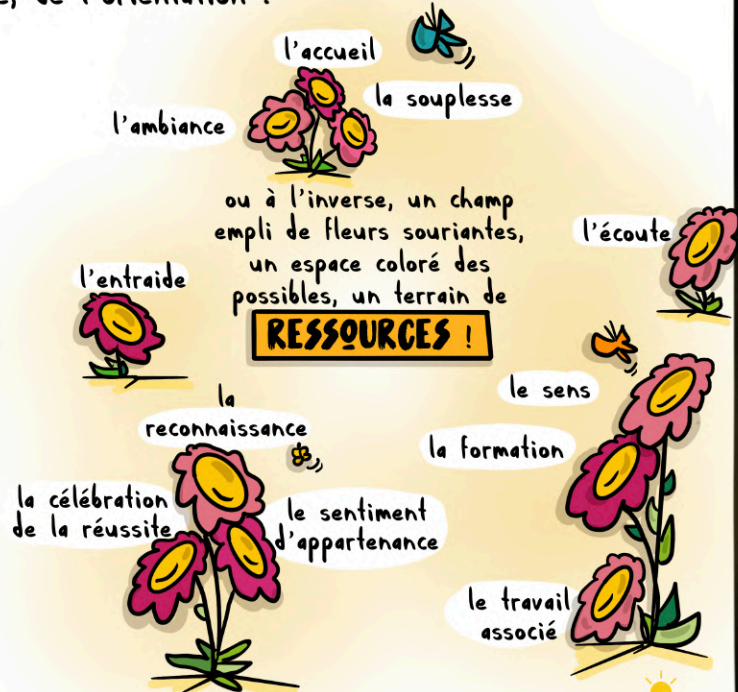 de l'orientation ?
l'accueil
la souplesse
l'ambiance
ou à l'inverse, un champ
empli de fleurs souriantes,
un espace coloré des
possibles, un terrain de
RESSOURCES !
l'écoute
l'entraide
le sens
la
reconnaissance
la formation
la célébration
de la réussite
le sentiment
d'appartenance
le travail
associé